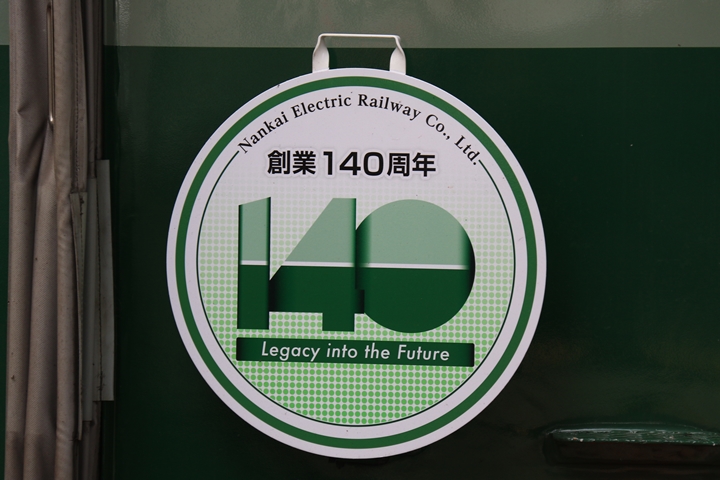 Nankai Electric Railway Co., Ltd.
創業140周年
140
Legacy into the Future